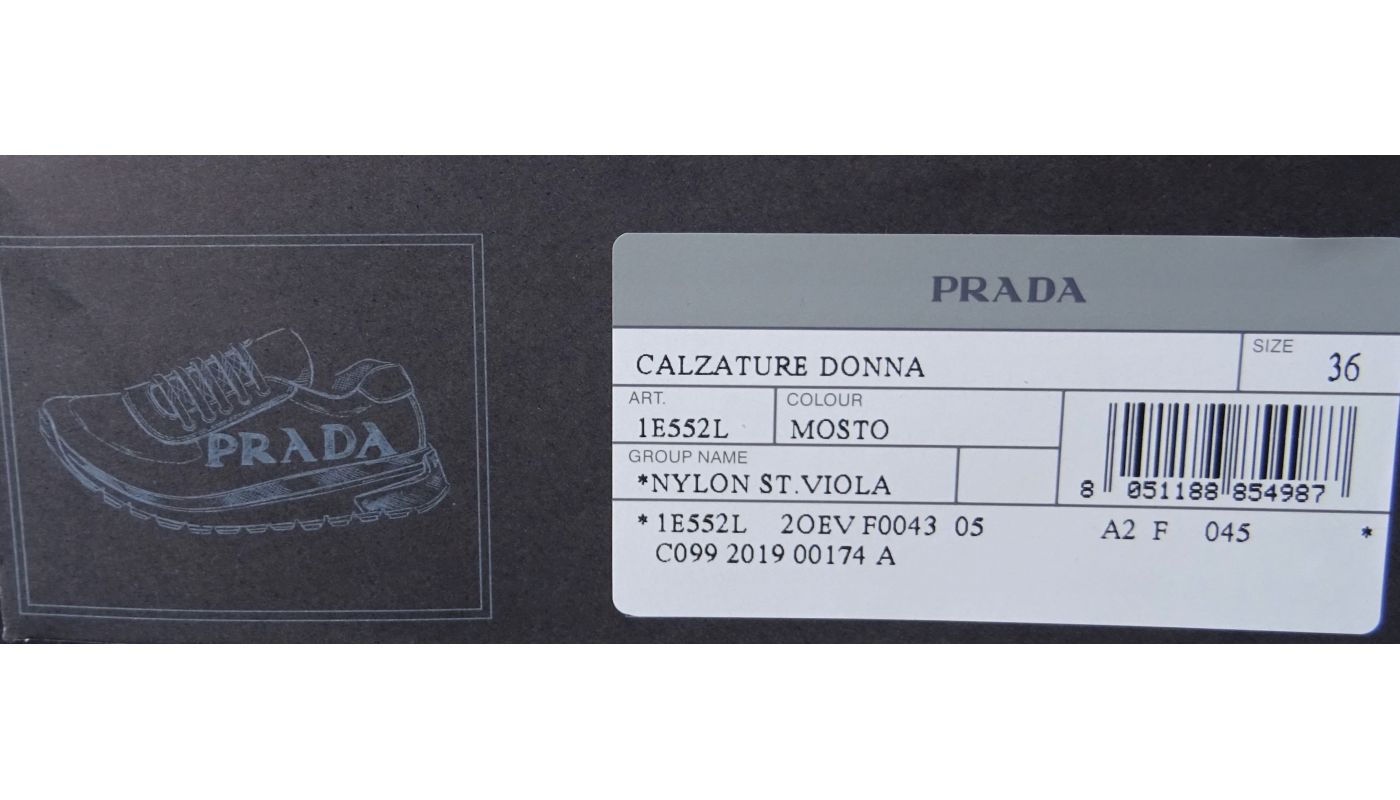 PRADA
PRADA
CALZATURE DONNA
SIZE 36
ART. COLOUR
1E552L MOSTO
GROUP NAME
*NYLON ST.VIOLA
8 051188 854987
* 1E552L 2OEV F0043 05 A2 F 045 *
C099 2019 00174 A